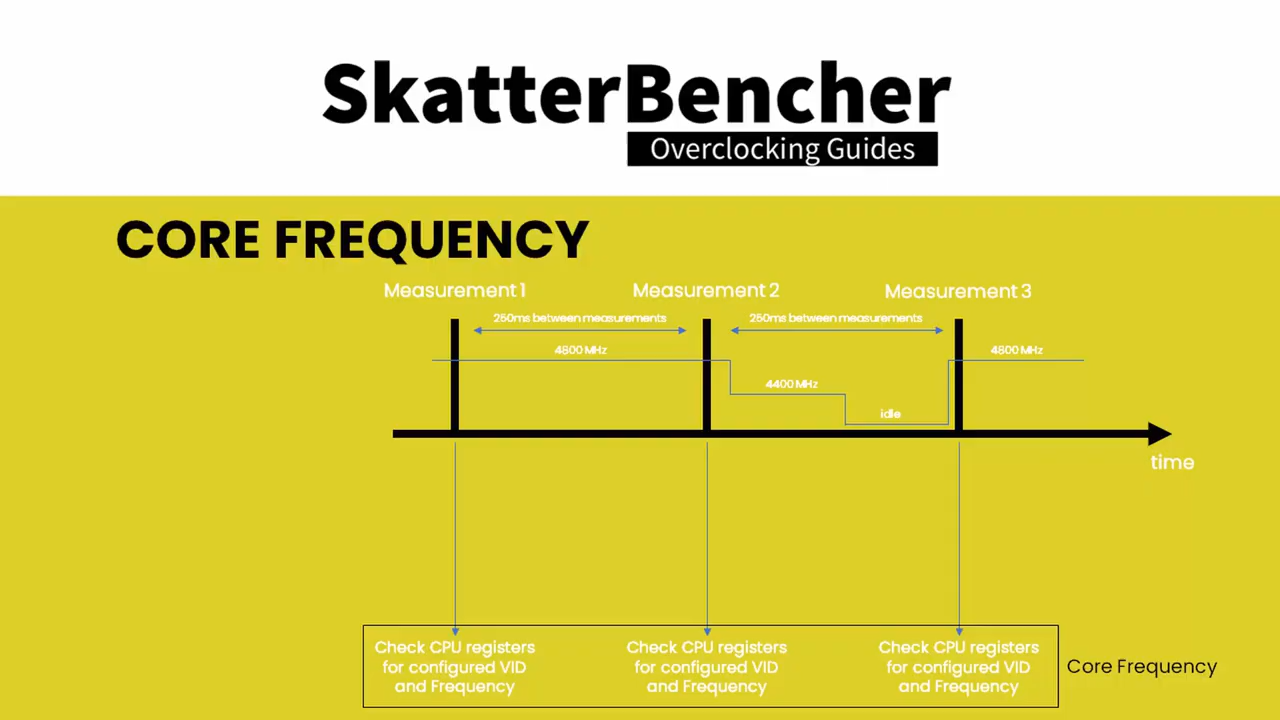 SkatterBencher
Overclocking Guides
CORE FREQUENCY
Measurement 1
Measurement 2
Measurement 3
250ms between measurements
250ms between measurements
4800 MHz
4800 MHz
4400 MHz
idle
time
Check CPU registers
for configured VID
and Frequency
Check CPU registers
for configured VID
and Frequency
Check CPU registers
for configured VID
and Frequency
Core Frequency